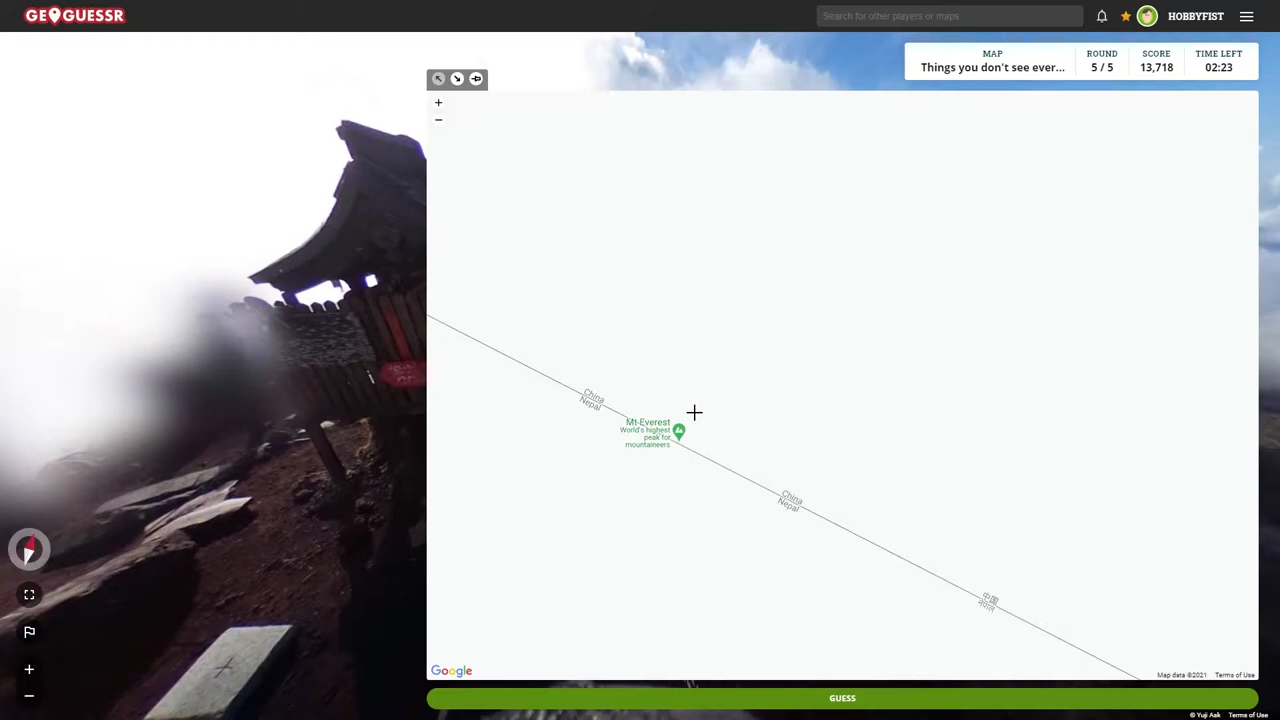 GEOGUESSR
Search for other players or maps
HOBBYFIST
MAP
Things you don't see ever...
ROUND
5 / 5
SCORE
13,718
TIME LEFT
02:23
+
−
China
Nepal
Mt-Everest
World's highest
peak for
mountaineers
China
Nepal
中国
नेपाल
Google
Map data ©2021
Terms of Use
+
−
GUESS
© Yuji Ask
Terms of Use